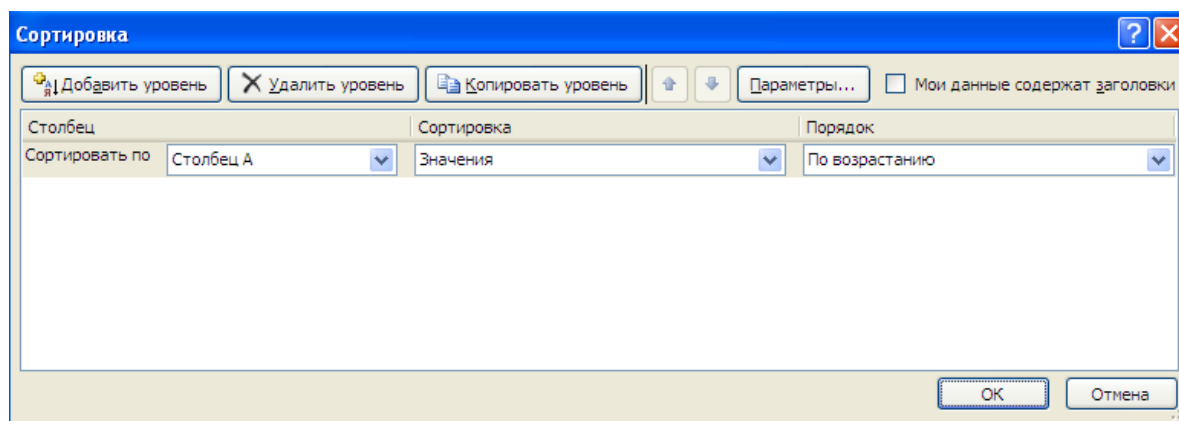 Сортировка
Добавить уровень Удалить уровень Копировать уровень Параметры... Мои данные содержат заголовки
Столбец Сортировка Порядок
Сортировать по Столбец A Значения По возрастанию
ОК Отмена